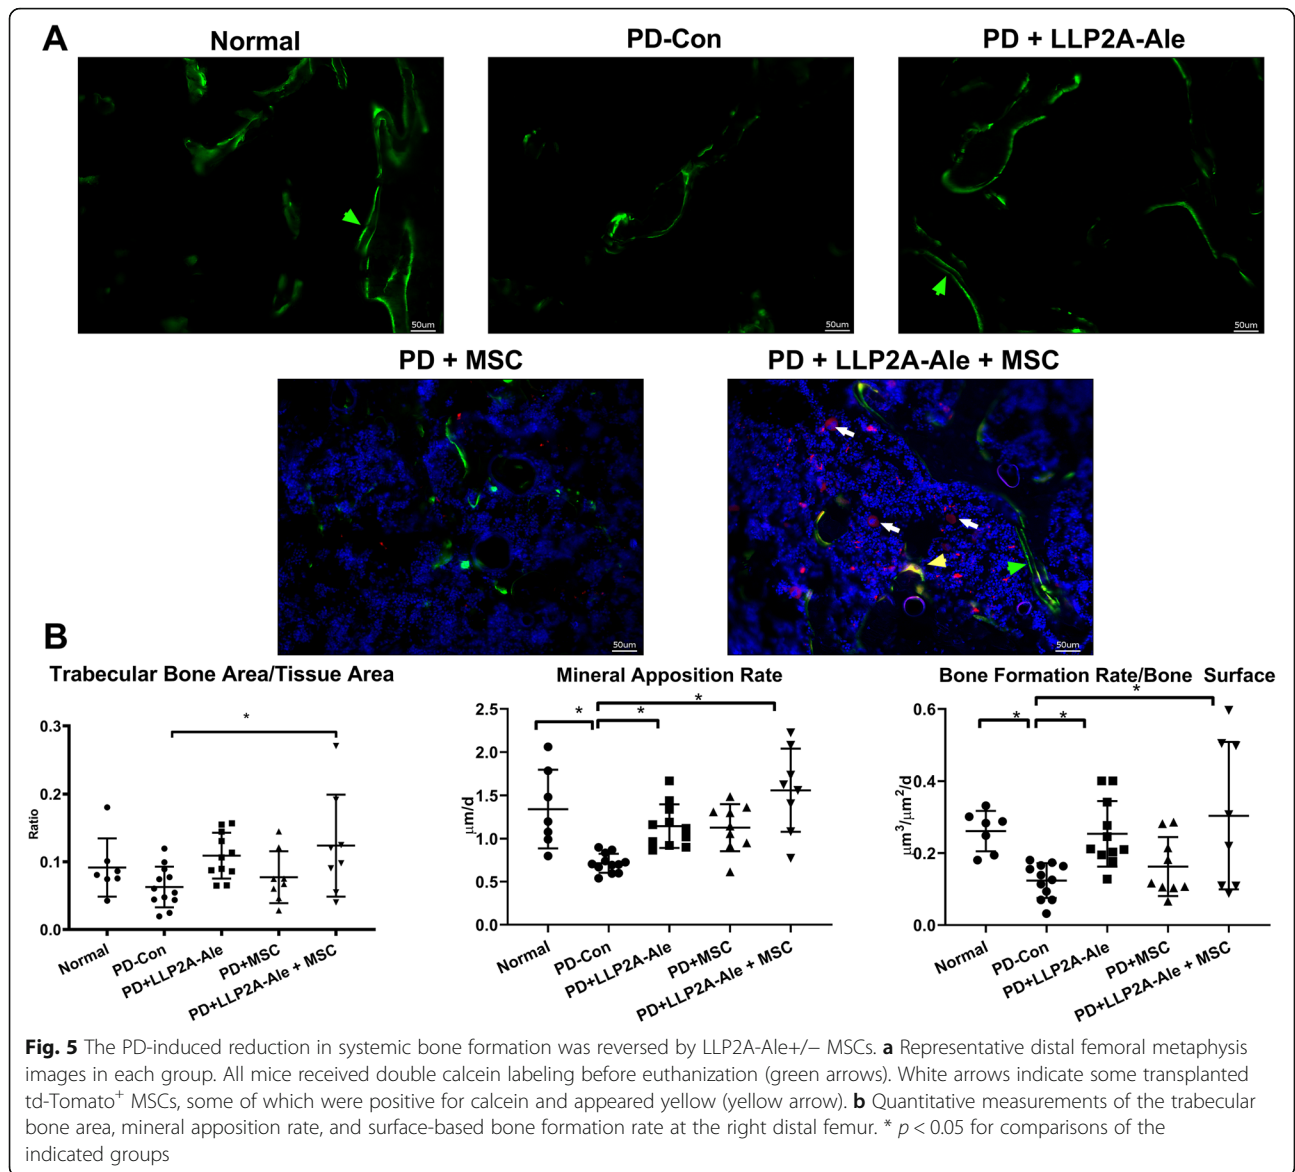 A
Normal
PD-Con
PD + LLP2A-Ale
50um
50um
50um
PD + MSC
PD + LLP2A-Ale + MSC
50um
50um
B
Trabecular Bone Area/Tissue Area
Ratio
0.3
0.2
0.1
0.0
*
Normal
PD-Con
PD+LLP2A-Ale
PD+MSC
PD+LLP2A-Ale + MSC
Mineral Apposition Rate
μm/d
2.5
2.0
1.5
1.0
0.5
0.0
* * *
Normal
PD-Con
PD+LLP2A-Ale
PD+MSC
PD+LLP2A-Ale + MSC
Bone Formation Rate/Bone Surface
μm³/μm²/d
0.6
0.4
0.2
0.0
* * *
Normal
PD-Con
PD+LLP2A-Ale
PD+MSC
PD+LLP2A-Ale + MSC
Fig. 5 The PD-induced reduction in systemic bone formation was reversed by LLP2A-Ale+/− MSCs. a Representative distal femoral metaphysis
images in each group. All mice received double calcein labeling before euthanization (green arrows). White arrows indicate some transplanted
td-Tomato⁺ MSCs, some of which were positive for calcein and appeared yellow (yellow arrow). b Quantitative measurements of the trabecular
bone area, mineral apposition rate, and surface-based bone formation rate at the right distal femur. * p < 0.05 for comparisons of the
indicated groups